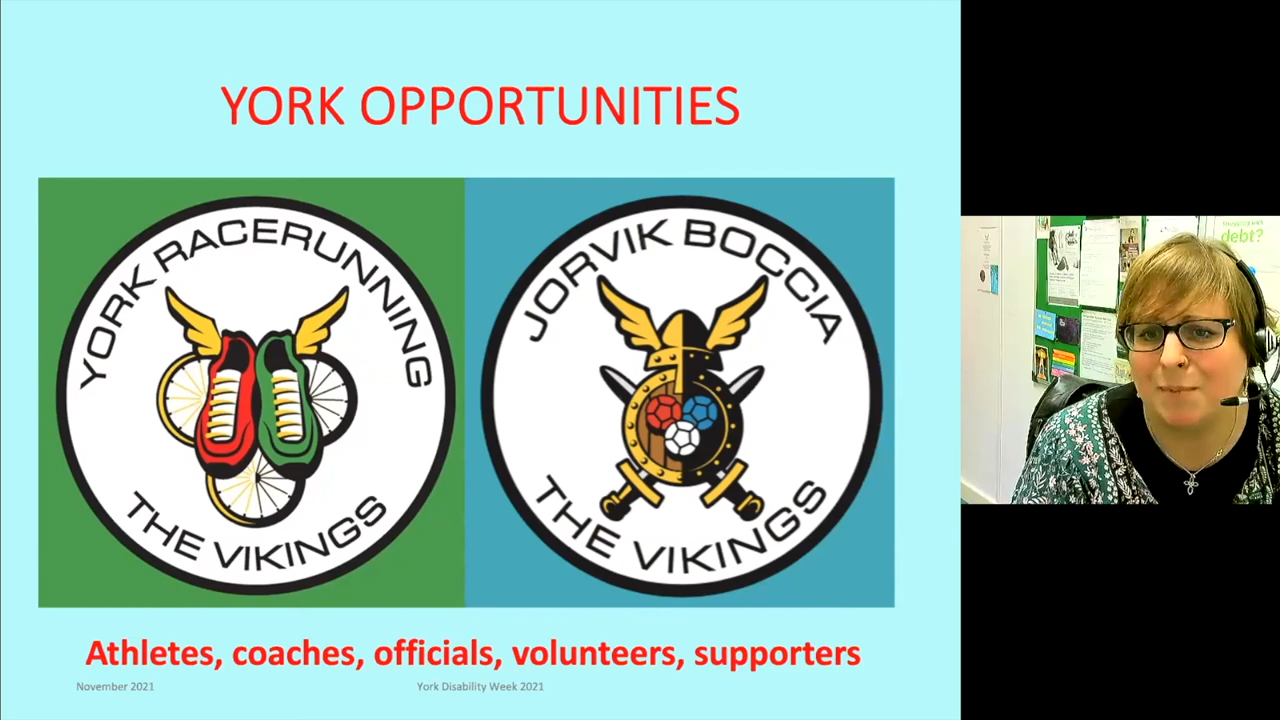 YORK OPPORTUNITIES
YORK RACERUNNING
THE VIKINGS
JORVIK BOCCIA
THE VIKINGS
Athletes, coaches, officials, volunteers, supporters
November 2021
York Disability Week 2021
debt?